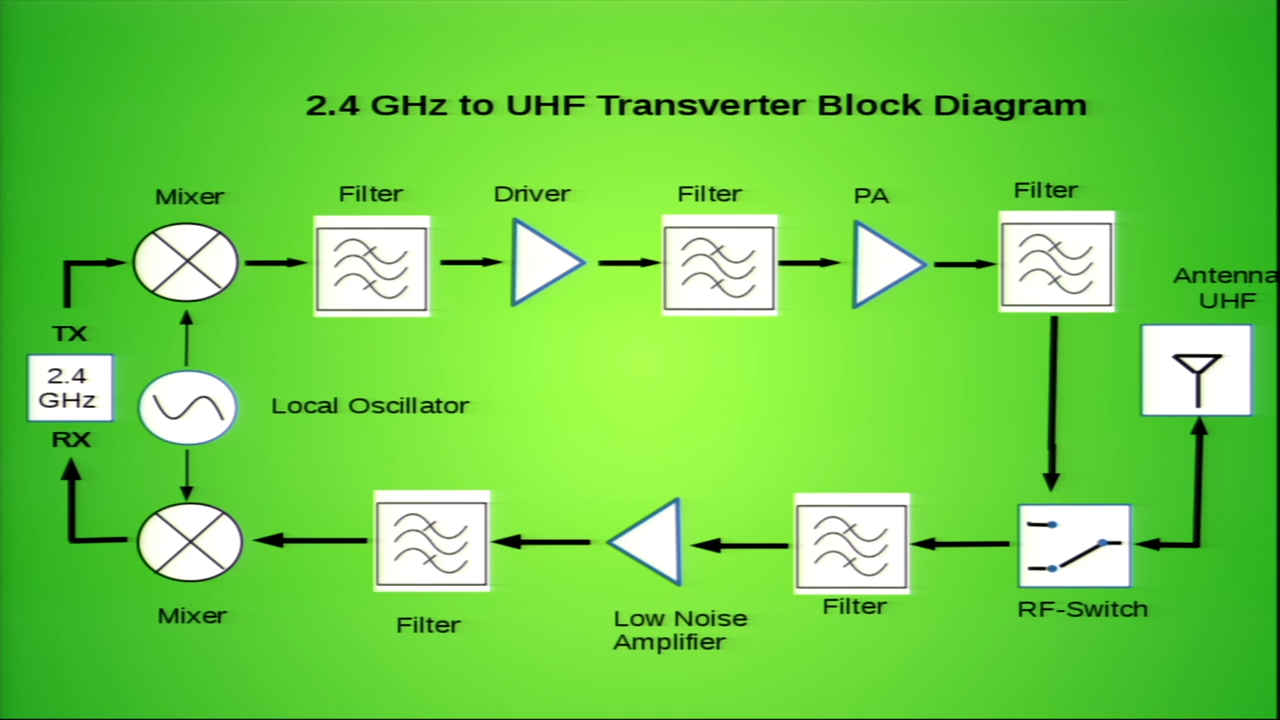 2.4 GHz to UHF Transverter Block Diagram
Mixer
Filter
Driver
Filter
PA
Filter
Antenna
UHF
TX
2.4
GHz
RX
Local Oscillator
Mixer
Filter
Low Noise
Amplifier
Filter
RF-Switch